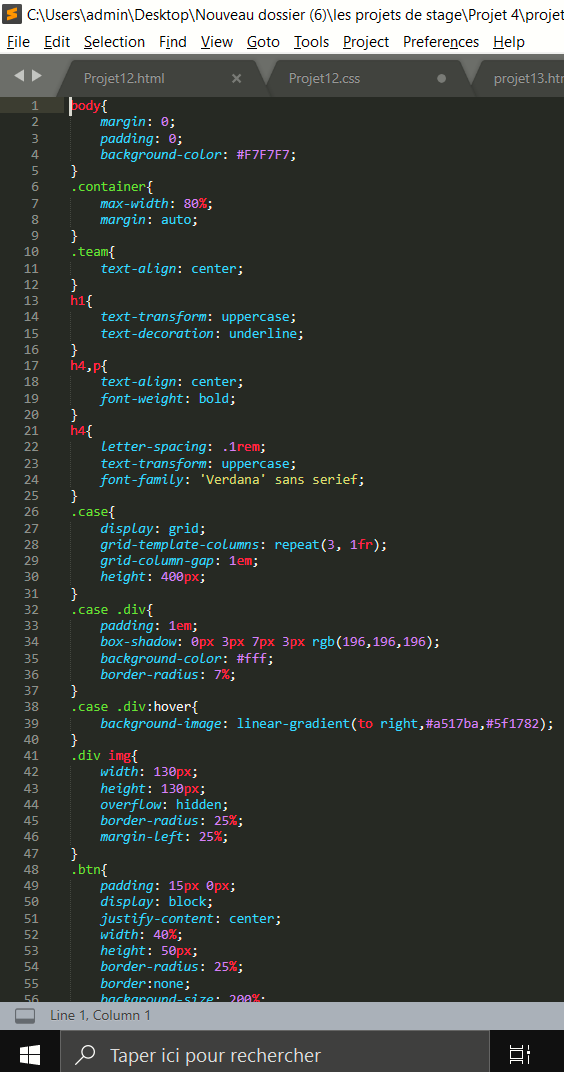 C:\Users\admin\Desktop\Nouveau dossier (6)\les projets de stage\Projet 4\projet
File Edit Selection Find View Goto Tools Project Preferences Help
Projet12.html × Projet12.css projet13.htm
1 body{
2 margin: 0;
3 padding: 0;
4 background-color: #F7F7F7;
5 }
6 .container{
7 max-width: 80%;
8 margin: auto;
9 }
10 .team{
11 text-align: center;
12 }
13 h1{
14 text-transform: uppercase;
15 text-decoration: underline;
16 }
17 h4,p{
18 text-align: center;
19 font-weight: bold;
20 }
21 h4{
22 letter-spacing: .1rem;
23 text-transform: uppercase;
24 font-family: 'Verdana' sans serief;
25 }
26 .case{
27 display: grid;
28 grid-template-columns: repeat(3, 1fr);
29 grid-column-gap: 1em;
30 height: 400px;
31 }
32 .case .div{
33 padding: 1em;
34 box-shadow: 0px 3px 7px 3px rgb(196,196,196);
35 background-color: #fff;
36 border-radius: 7%;
37 }
38 .case .div:hover{
39 background-image: linear-gradient(to right,#a517ba,#5f1782);
40 }
41 .div img{
42 width: 130px;
43 height: 130px;
44 overflow: hidden;
45 border-radius: 25%;
46 margin-left: 25%;
47 }
48 .btn{
49 padding: 15px 0px;
50 display: block;
51 justify-content: center;
52 width: 40%;
53 height: 50px;
54 border-radius: 25%;
55 border:none;
56 background-size: 200%;
Line 1, Column 1
Taper ici pour rechercher